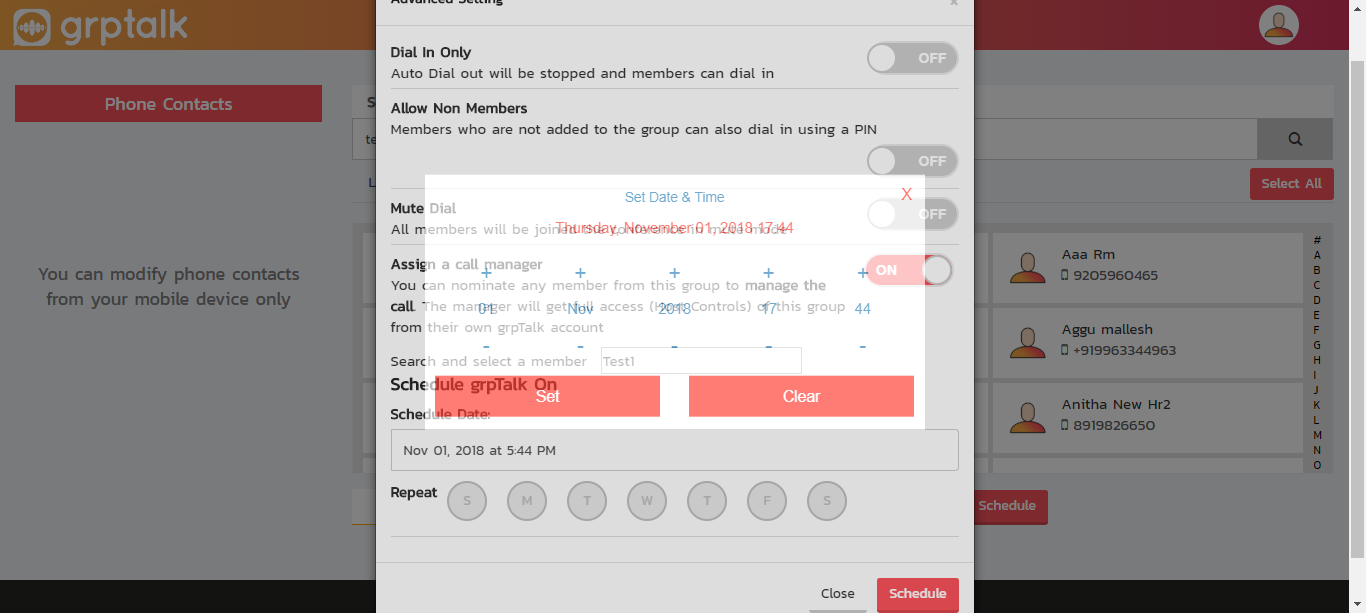 grptalk
Advanced Setting
×
Dial In Only
Auto Dial out will be stopped and members can dial in
OFF
Phone Contacts
Allow Non Members
Members who are not added to the group can also dial in using a PIN
OFF
Select All
Set Date & Time
X
Mute Dial
All members will be joined the conference in mute mode
OFF
Thursday, November 01, 2018 17:44
Assign a call manager
You can nominate any member from this group to manage the
call. The manager will get full access (Host Controls) of this group
from their own grpTalk account
ON
+ + + + +
01 Nov 2018 17 44
- - - - -
Search and select a member Test1
Schedule grpTalk On
Set
Clear
Schedule Date:
Nov 01, 2018 at 5:44 PM
Repeat S M T W T F S
Close
Schedule
You can modify phone contacts
from your mobile device only
Aaa Rm
9205960465
Aggu mallesh
+919963344963
Anitha New Hr2
8919826650
#
A
B
C
D
E
F
G
H
I
J
K
L
M
N
O
Schedule